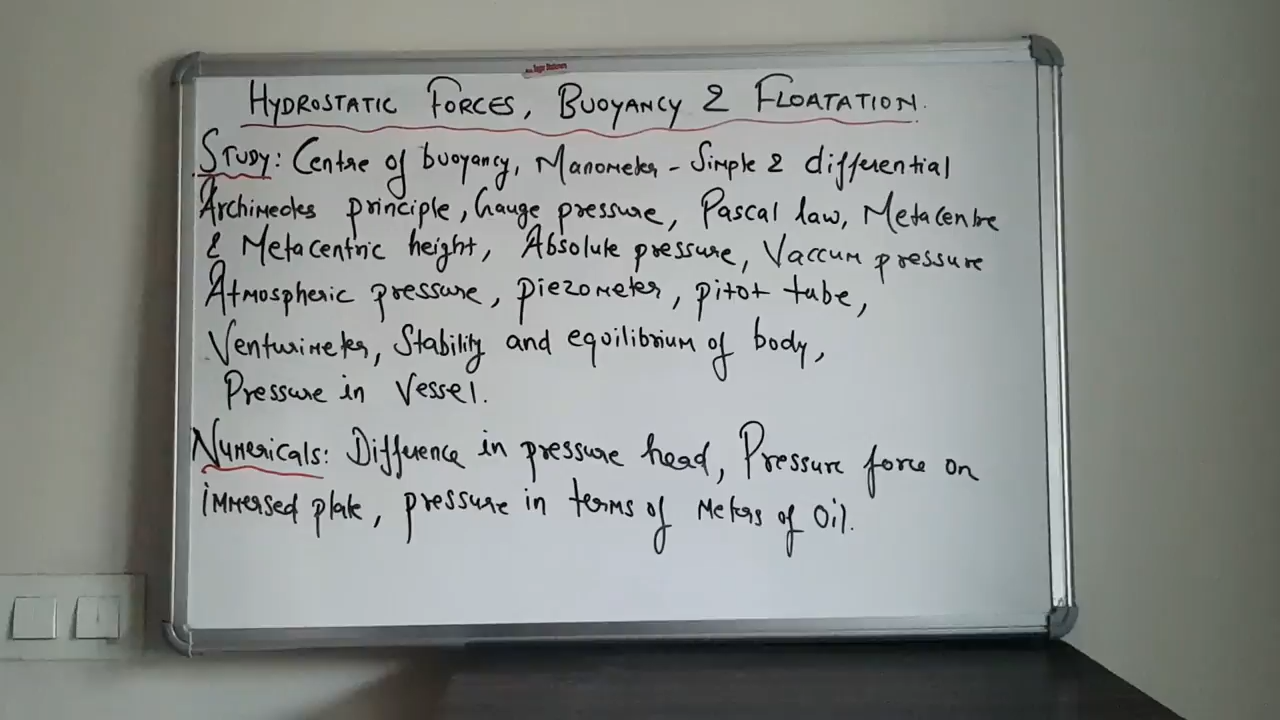 HYDROSTATIC FORCES, BUOYANCY & FLOATATION.
STUDY: Centre of buoyancy, Manometer - Simple & differential
Archimedes principle, Gauge pressure, Pascal law, Metacentre
& Metacentric height, Absolute pressure, Vaccum pressure
Atmospheric pressure, piezometer, pitot tube,
Venturimeter, Stability and equilibrium of body,
Pressure in Vessel.
Numericals: Difference in pressure head, Pressure force on
immersed plate, pressure in terms of meters of Oil.